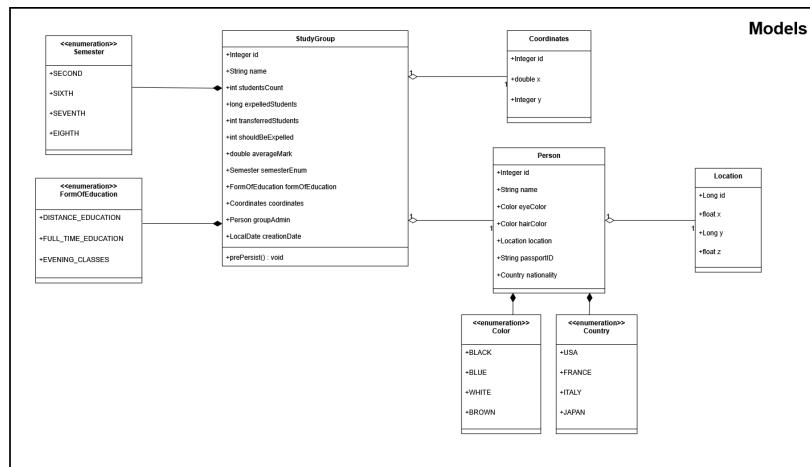 Models
<<enumeration>>
Semester
+SECOND
+SIXTH
+SEVENTH
+EIGHTH
StudyGroup
+Integer id
+String name
+int studentsCount
+long expelledStudents
+int transferredStudents
+int shouldBeExpelled
+double averageMark
+Semester semesterEnum
+FormOfEducation formOfEducation
+Coordinates coordinates
+Person groupAdmin
+LocalDate creationDate
+prePersist() : void
1
1
Coordinates
+Integer id
+double x
+Integer y
<<enumeration>>
FormOfEducation
+DISTANCE_EDUCATION
+FULL_TIME_EDUCATION
+EVENING_CLASSES
1
1
Person
+Integer id
+String name
+Color eyeColor
+Color hairColor
+Location location
+String passportID
+Country nationality
1
1
Location
+Long id
+float x
+Long y
+float z
<<enumeration>>
Color
+BLACK
+BLUE
+WHITE
+BROWN
<<enumeration>>
Country
+USA
+FRANCE
+ITALY
+JAPAN